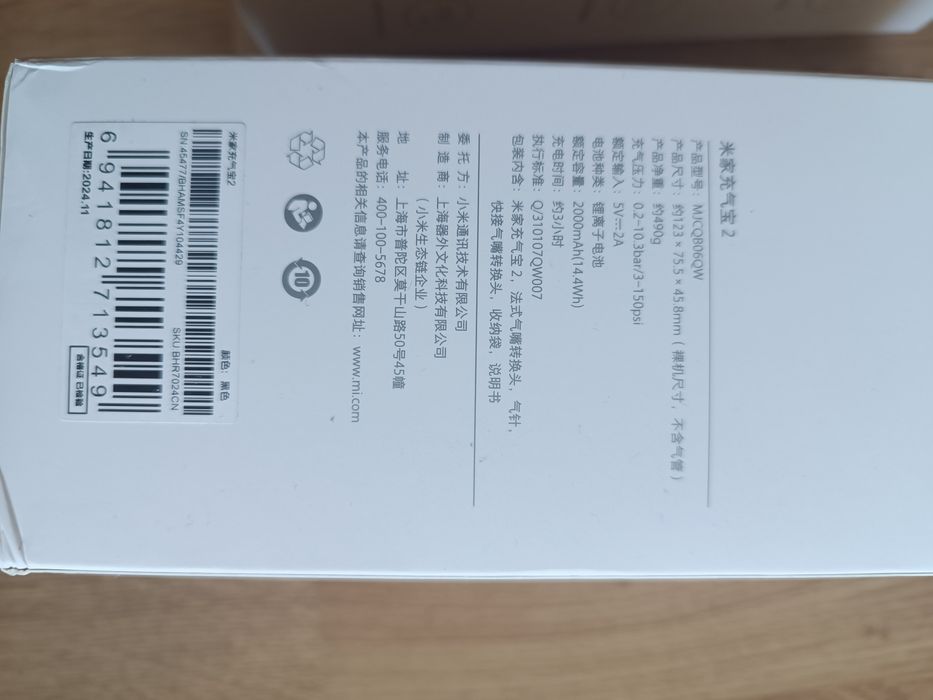 米家充气宝 2
产品型号：MJCQB06QW
产品尺寸：约123 × 75.5 × 45.8mm（裸机尺寸，不含气管）
产品净重：约490g
充气压力：0.2-10.3bar/3-150psi
额定输入：5V⎓2A
电池种类：锂离子电池
额定容量：2000mAh(14.4Wh)
充电时间：约3小时
执行标准：Q/310107QW007
包装内含：米家充气宝 2，法式气嘴转换头，气针，
快接气嘴转换头，收纳袋，说明书
委 托 方：小米通讯技术有限公司
制 造 商：上海器外文化科技有限公司
（小米生态链企业）
地 址：上海市普陀区莫干山路50号45幢
服务电话：400-100-5678
本产品的相关信息请查询销售网址：www.mi.com
10
米家充气宝2
颜色：黑色
SN:45477/BHAMSF4Y104429
SKU:BHR7024CN
6 941812 713549
生产日期:2024.11
合格证 已检验